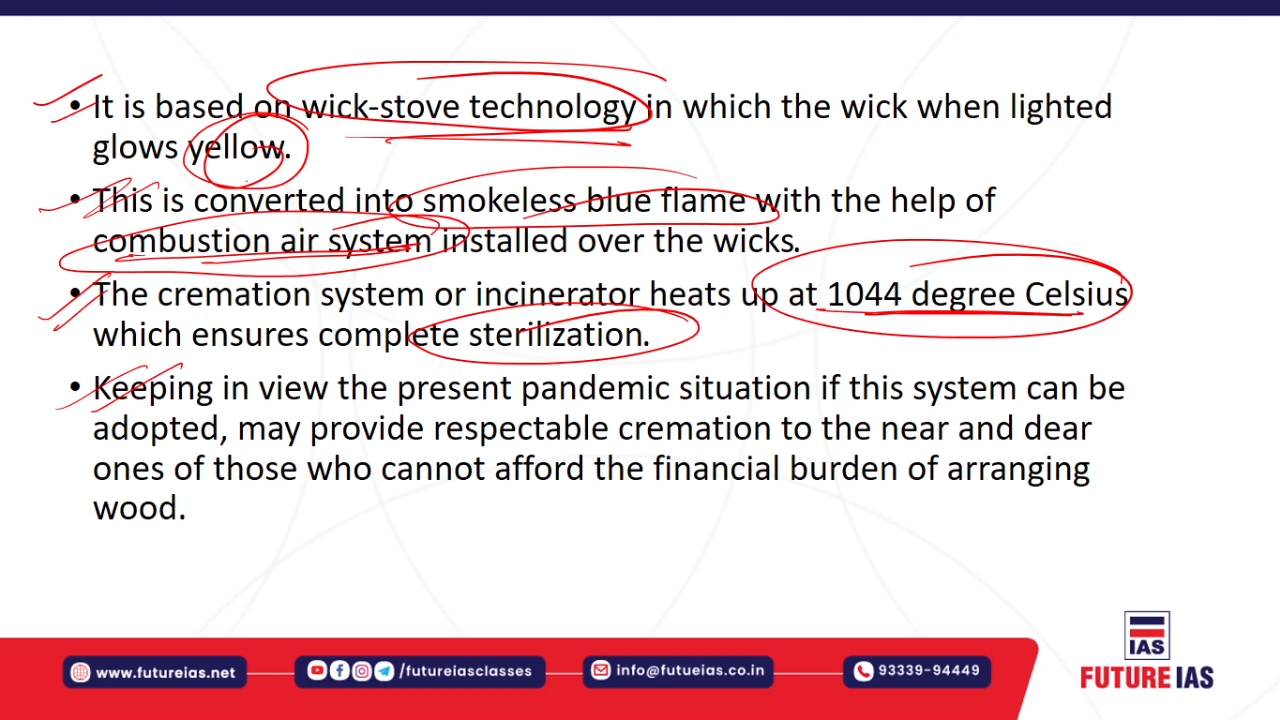 • It is based on wick-stove technology in which the wick when lighted
glows yellow.
• This is converted into smokeless blue flame with the help of
combustion air system installed over the wicks.
• The cremation system or incinerator heats up at 1044 degree Celsius
which ensures complete sterilization.
• Keeping in view the present pandemic situation if this system can be
adopted, may provide respectable cremation to the near and dear
ones of those who cannot afford the financial burden of arranging
wood.
IAS
www.futureias.net
/futureiasclasses
info@futueias.co.in
93339-94449
FUTURE IAS